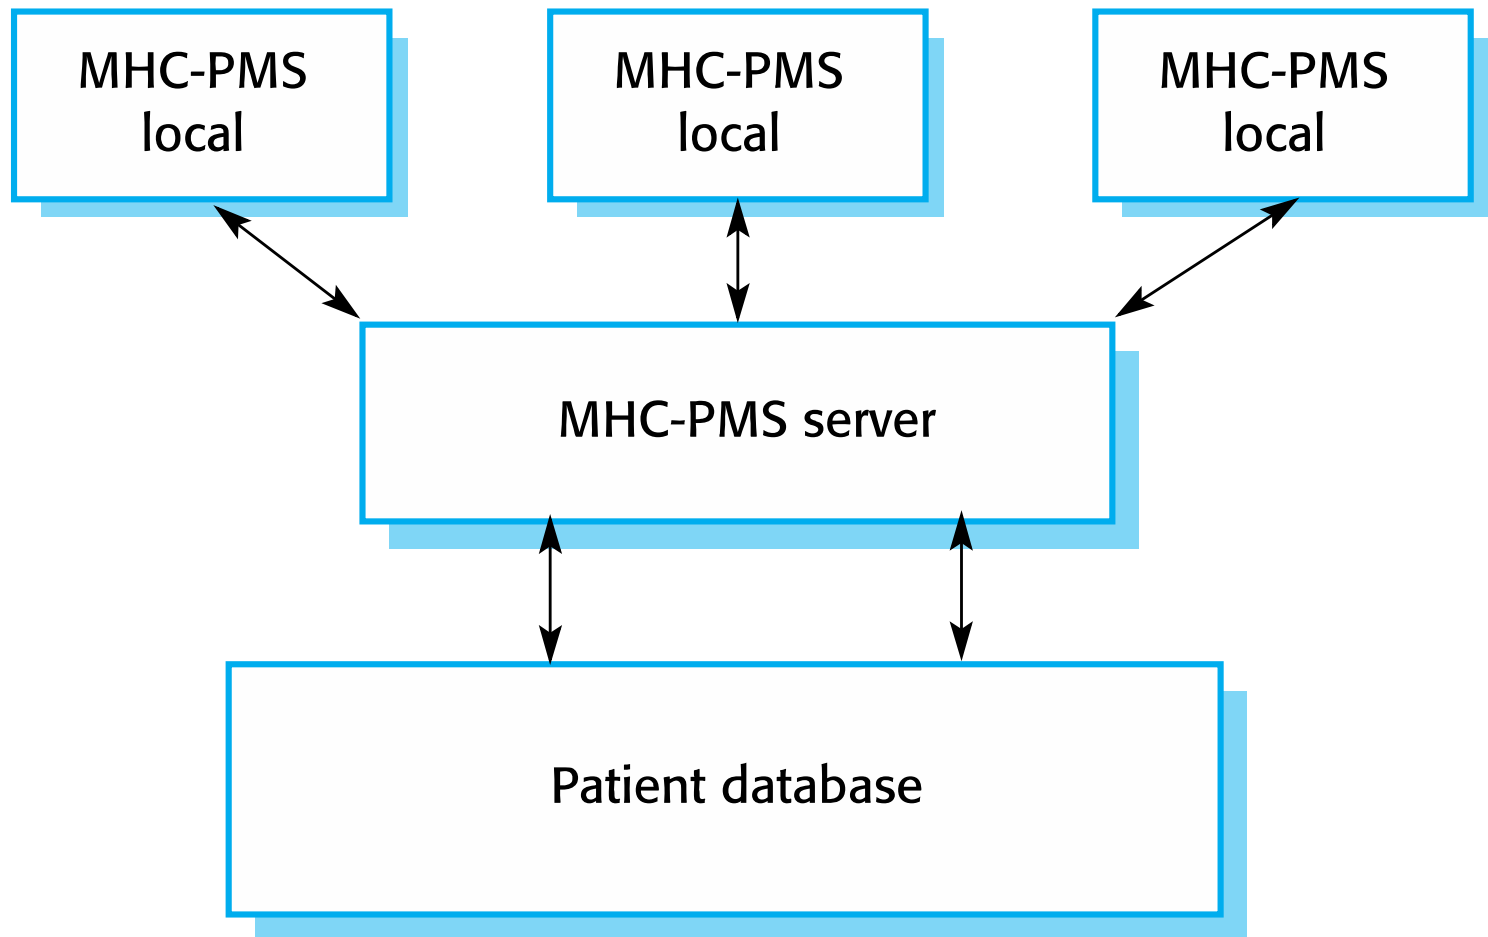 MHC-PMS
local
MHC-PMS
local
MHC-PMS
local
MHC-PMS server
Patient database